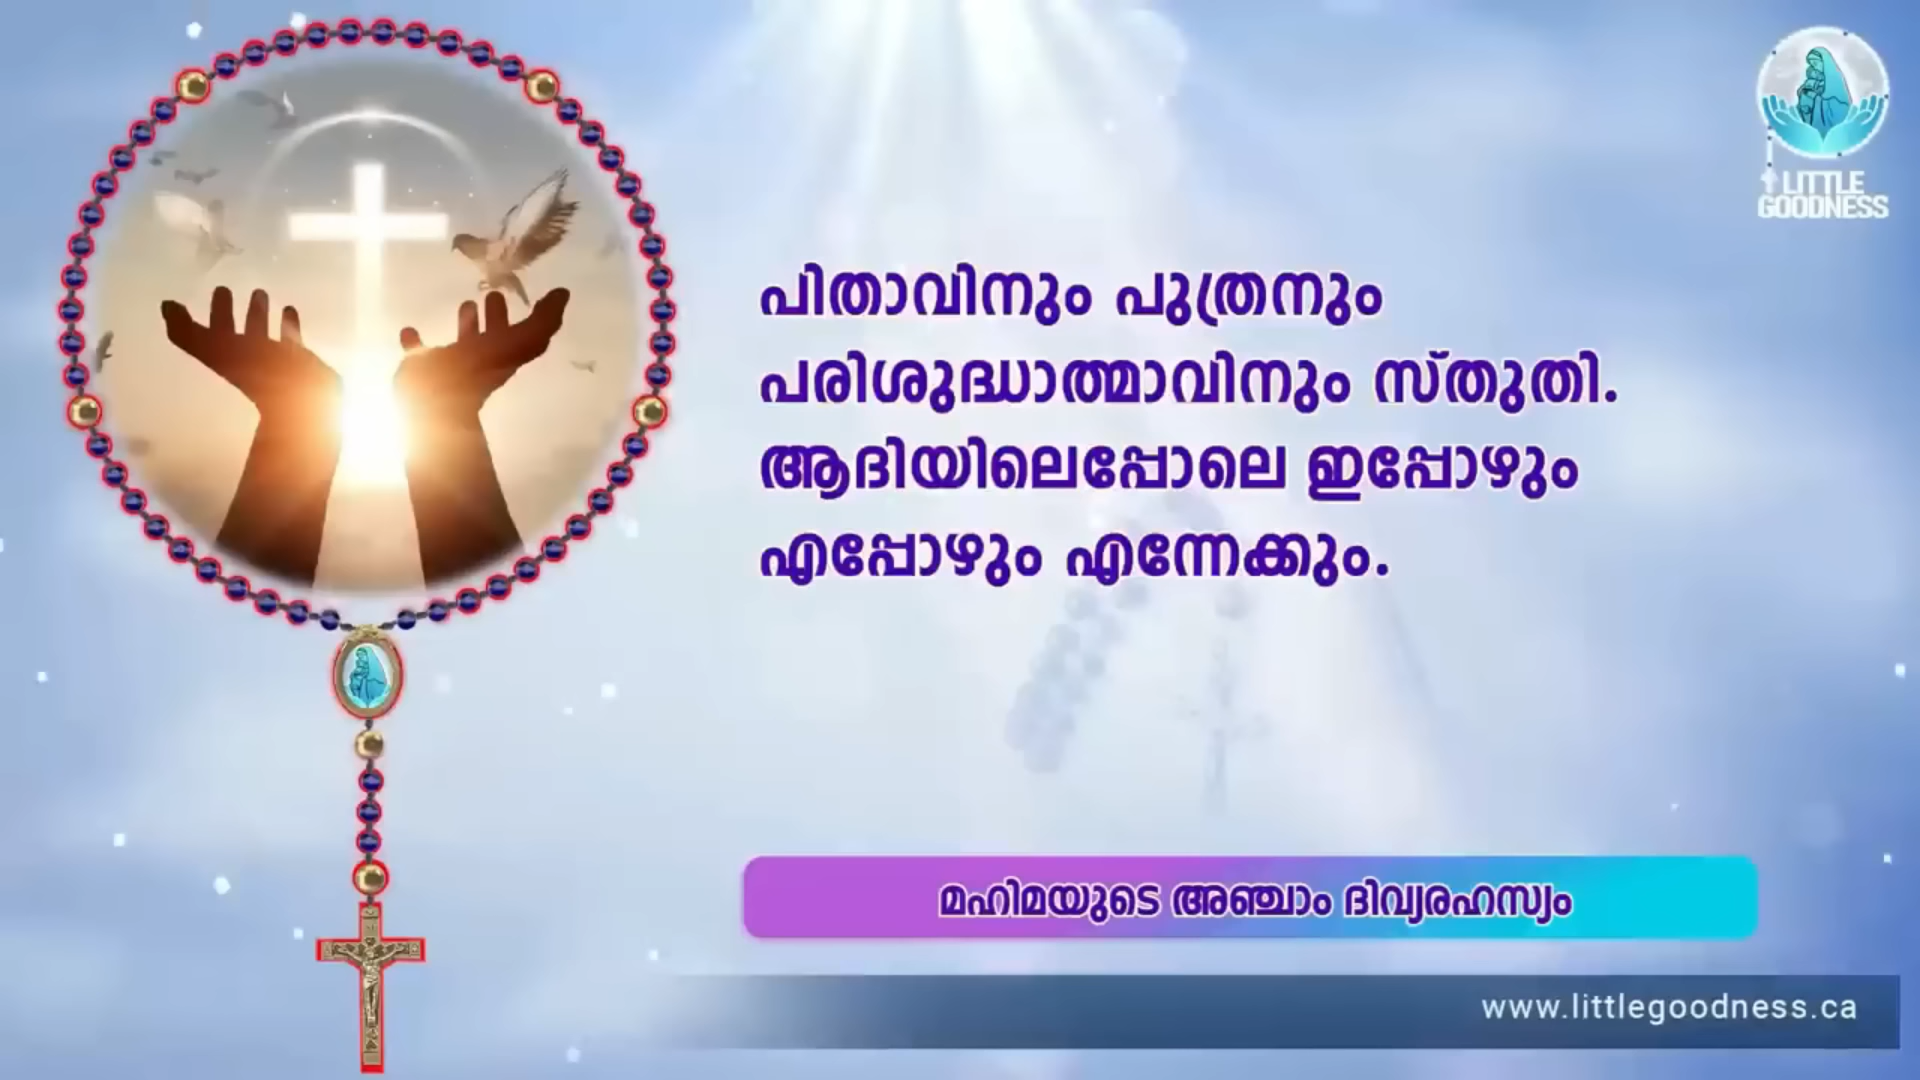 LITTLE
GOODNESS
പിതാവിനും പുത്രനും
പരിശുദ്ധാത്മാവിനും സ്തുതി.
ആദിയിലെപ്പോലെ ഇപ്പോഴും
എപ്പോഴും എന്നേക്കും.
മഹിമയുടെ അഞ്ചാം ദിവ്യരഹസ്യം
www.littlegoodness.ca